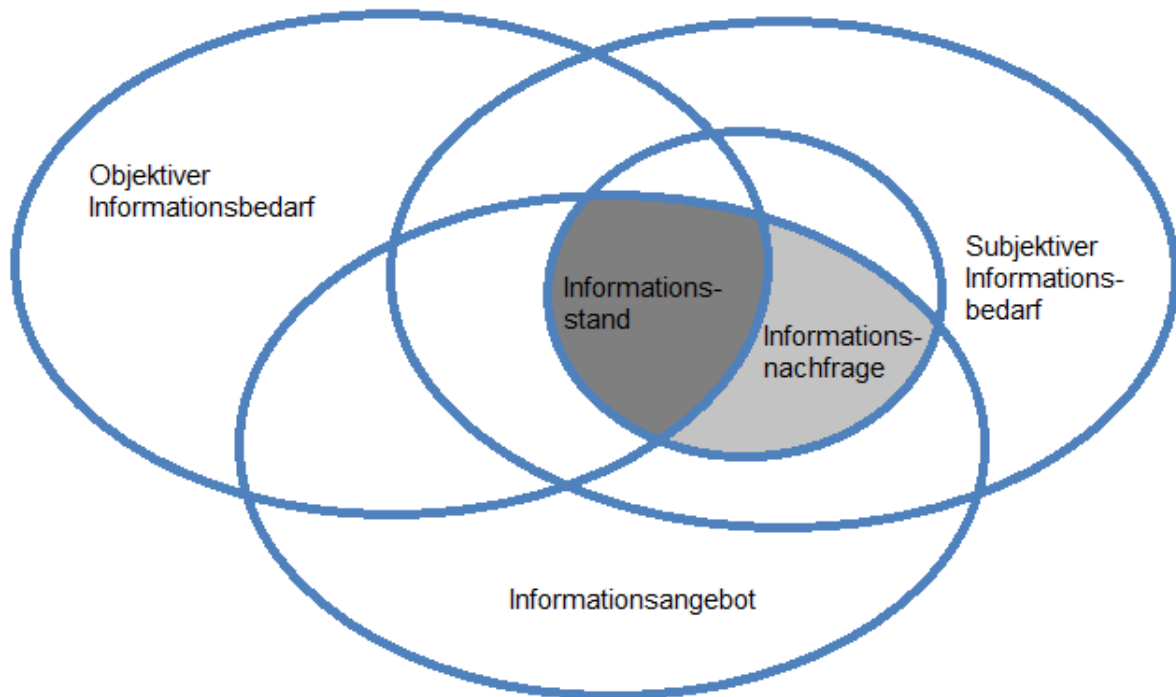 Objektiver
Informationsbedarf
Subjektiver
Informations-
bedarf
Informations-
stand
Informations-
nachfrage
Informationsangebot